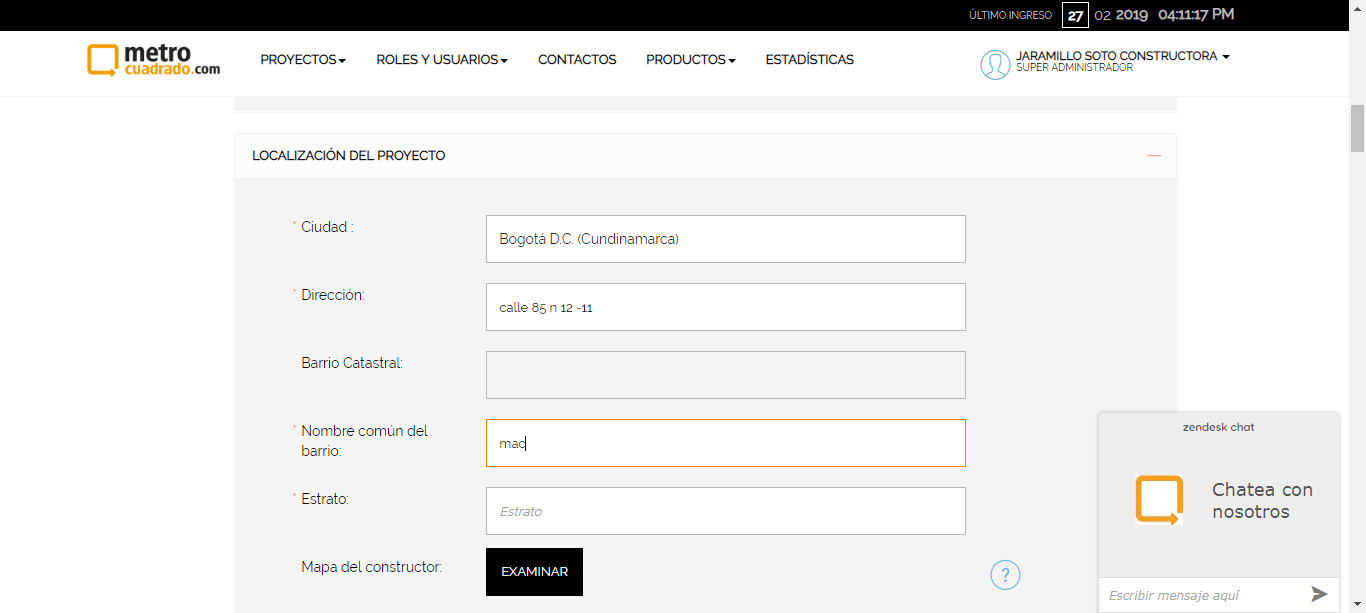 ÚLTIMO INGRESO 27 02 2019 04:11:17 PM
metro
cuadrado.com
PROYECTOS ROLES Y USUARIOS CONTACTOS PRODUCTOS ESTADÍSTICAS
JARAMILLO SOTO CONSTRUCTORA
SUPER ADMINISTRADOR
LOCALIZACIÓN DEL PROYECTO
* Ciudad :
Bogotá D.C. (Cundinamarca)
* Dirección:
calle 85 n 12 -11
Barrio Catastral:
* Nombre común del
barrio:
mac
* Estrato:
Estrato
Mapa del constructor:
EXAMINAR
?
zendesk chat
Chatea con
nosotros
Escribir mensaje aquí